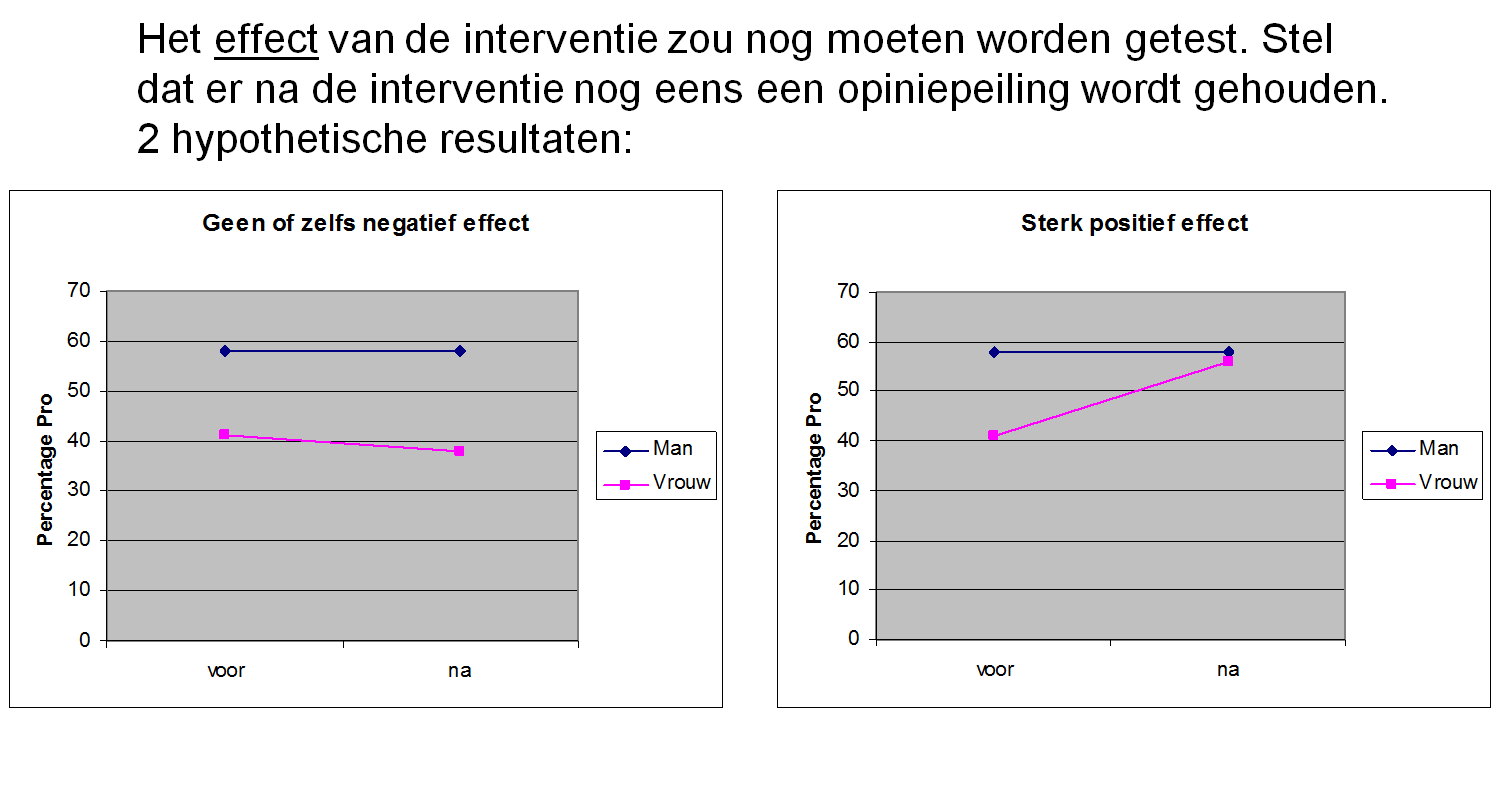 Het effect van de interventie zou nog moeten worden getest. Stel
dat er na de interventie nog eens een opiniepeiling wordt gehouden.
2 hypothetische resultaten:
Geen of zelfs negatief effect
Percentage Pro
70
60
50
40
30
20
10
0
voor na
Man
Vrouw
Sterk positief effect
Percentage Pro
70
60
50
40
30
20
10
0
voor na
Man
Vrouw